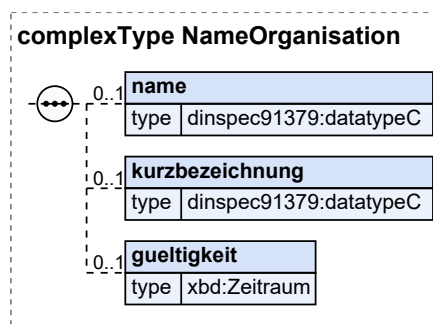 complexType NameOrganisation
0..1 name
type dinspec91379:datatypeC
0..1 kurzbezeichnung
type dinspec91379:datatypeC
0..1 gueltigkeit
type xbd:Zeitraum